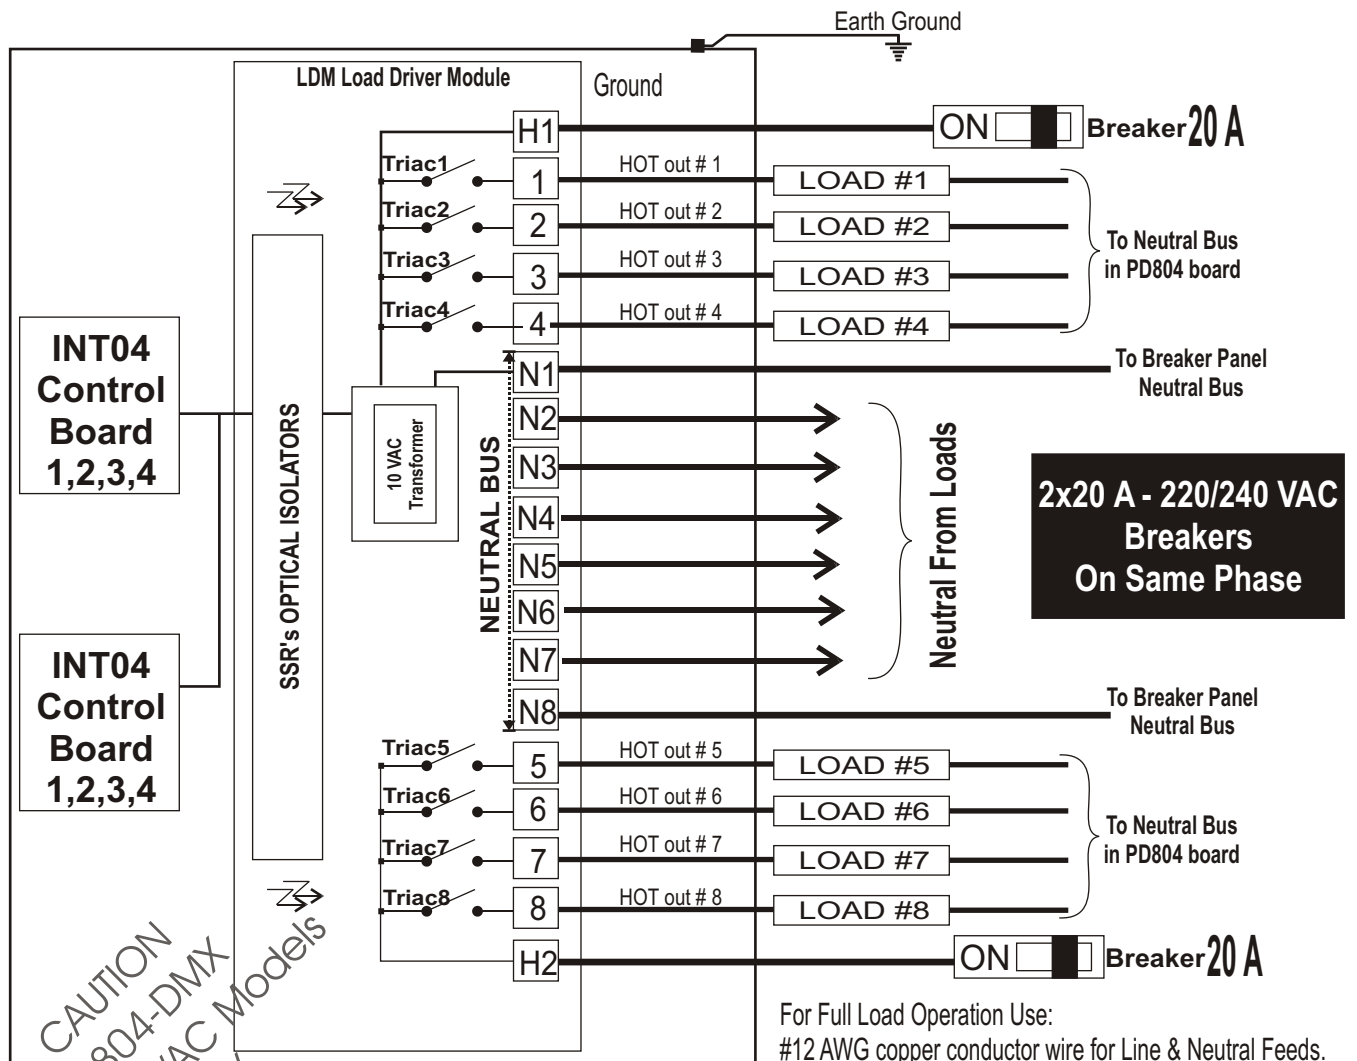 Earth Ground
LDM Load Driver Module
Ground
H1
ON
Breaker 20 A
Triac1
1
HOT out # 1
LOAD #1
Triac2
2
HOT out # 2
LOAD #2
Triac3
3
HOT out # 3
LOAD #3
Triac4
4
HOT out # 4
LOAD #4
To Neutral Bus
in PD804 board
INT04
Control
Board
1,2,3,4
INT04
Control
Board
1,2,3,4
SSR's OPTICAL ISOLATORS
10 VAC
Transformer
NEUTRAL BUS
N1
N2
N3
N4
N5
N6
N7
N8
To Breaker Panel
Neutral Bus
Neutral From Loads
2x20 A - 220/240 VAC
Breakers
On Same Phase
To Breaker Panel
Neutral Bus
Triac5
5
HOT out # 5
LOAD #5
Triac6
6
HOT out # 6
LOAD #6
Triac7
7
HOT out # 7
LOAD #7
Triac8
8
HOT out # 8
LOAD #8
To Neutral Bus
in PD804 board
H2
ON
Breaker 20 A
CAUTION
804-DMX
VAC Models
For Full Load Operation Use:
#12 AWG copper conductor wire for Line & Neutral Feeds.